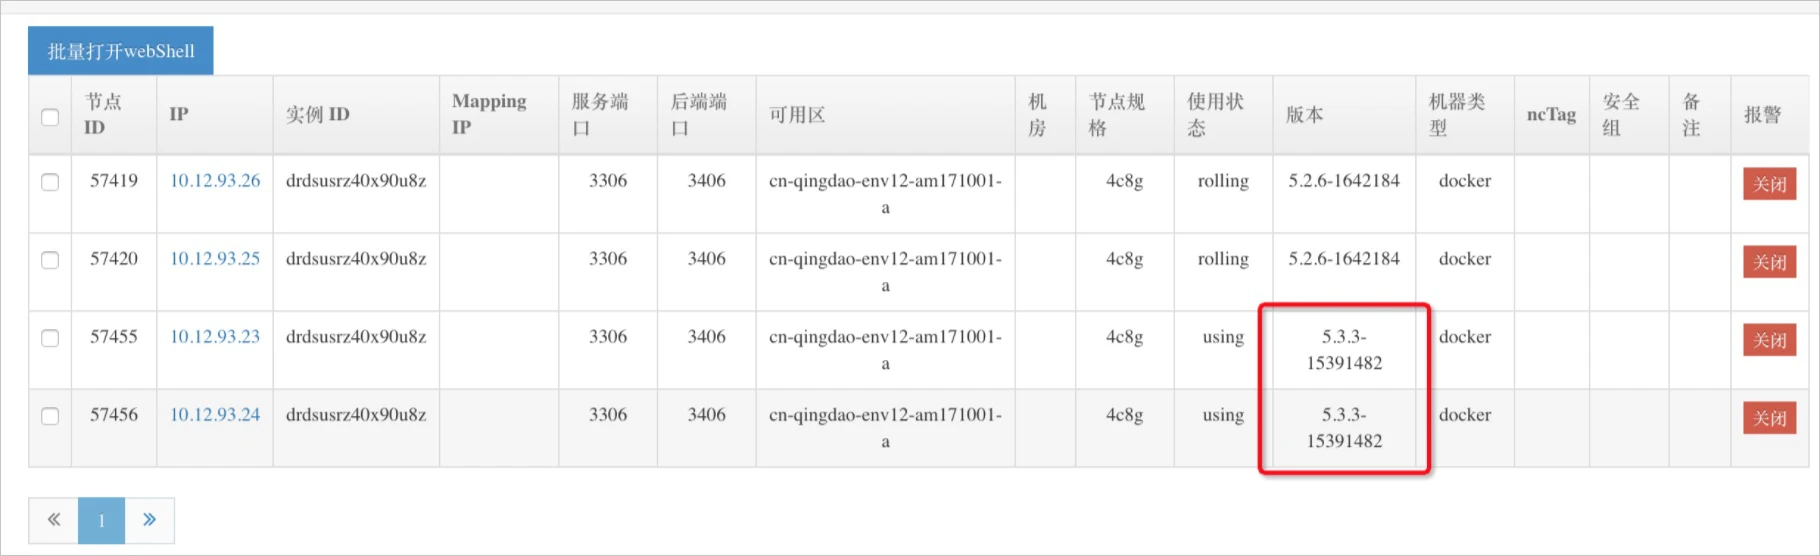 批量打开webShell
节点ID IP 实例 ID Mapping IP 服务端口 后端端口 可用区 机房 节点规格 使用状态 版本 机器类型 ncTag 安全组 备注 报警
57419 10.12.93.26 drdsusrz40x90u8z 3306 3406 cn-qingdao-env12-am171001-a 4c8g rolling 5.2.6-1642184 docker 关闭
57420 10.12.93.25 drdsusrz40x90u8z 3306 3406 cn-qingdao-env12-am171001-a 4c8g rolling 5.2.6-1642184 docker 关闭
57455 10.12.93.23 drdsusrz40x90u8z 3306 3406 cn-qingdao-env12-am171001-a 4c8g using 5.3.3-15391482 docker 关闭
57456 10.12.93.24 drdsusrz40x90u8z 3306 3406 cn-qingdao-env12-am171001-a 4c8g using 5.3.3-15391482 docker 关闭
« 1 »